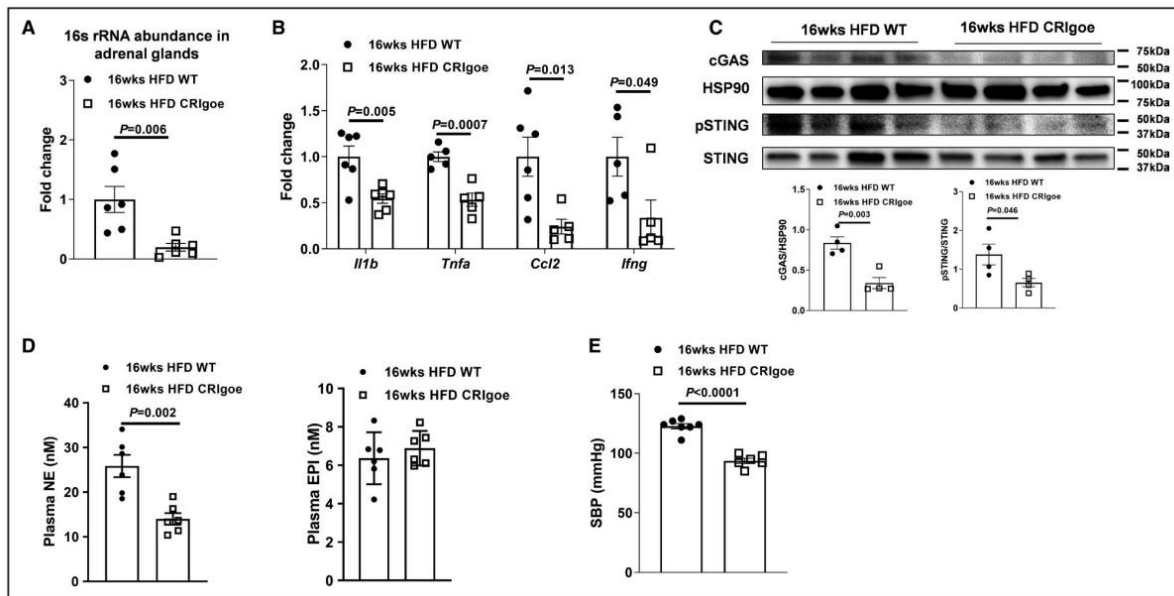 A
16s rRNA abundance in
adrenal glands
16wks HFD WT
16wks HFD CRIgoe
P=0.006
Fold change
3
2
1
0
B
16wks HFD WT
16wks HFD CRIgoe
P=0.005
P=0.0007
P=0.013
P=0.049
Fold change
2.0
1.5
1.0
0.5
0.0
Il1b
Tnfa
Ccl2
Ifng
C
16wks HFD WT
16wks HFD CRIgoe
cGAS
75kDa
50kDa
HSP90
100kDa
75kDa
pSTING
50kDa
37kDa
STING
50kDa
37kDa
16wks HFD WT
16wks HFD CRIgoe
P=0.003
cGAS/HSP90
1.5
1.0
0.5
0.0
16wks HFD WT
16wks HFD CRIgoe
P=0.046
pSTING/STING
3
2
1
0
D
16wks HFD WT
16wks HFD CRIgoe
P=0.002
Plasma NE (nM)
40
30
20
10
0
16wks HFD WT
16wks HFD CRIgoe
Plasma EPI (nM)
10
8
6
4
2
0
E
16wks HFD WT
16wks HFD CRIgoe
P<0.0001
SBP (mmHg)
150
100
50
0